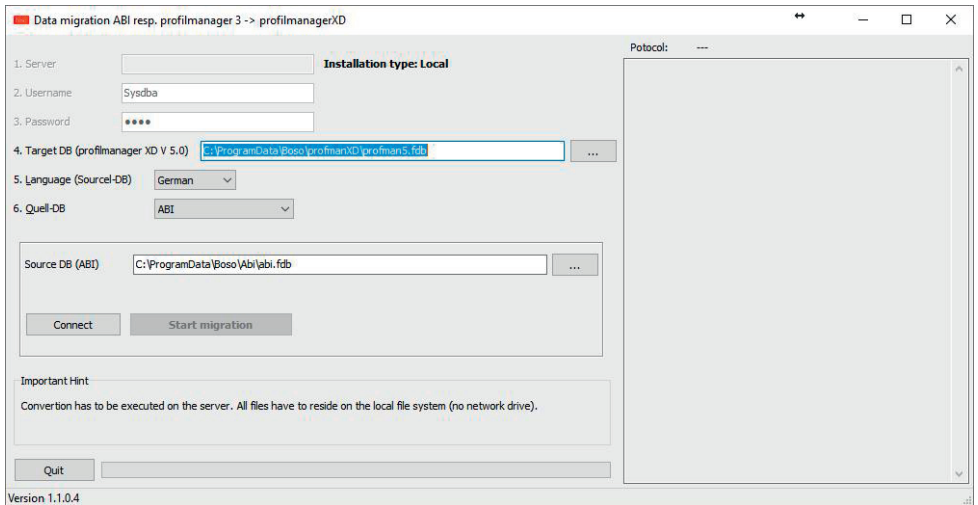 Data migration ABI resp. profilmanager 3 -> profilmanagerXD
Potocol: ---
1. Server
Installation type: Local
2. Username Sysdba
3. Password ●●●●
4. Target DB (profilmanager XD V 5.0) C:\ProgramData\Boso\profmanXD\profman5.fdb ...
5. Language (Sourcel-DB) German
6. Quell-DB ABI
Source DB (ABI) C:\ProgramData\Boso\Abi\abi.fdb ...
Connect Start migration
Important Hint
Convertion has to be executed on the server. All files have to reside on the local file system (no network drive).
Quit
Version 1.1.0.4